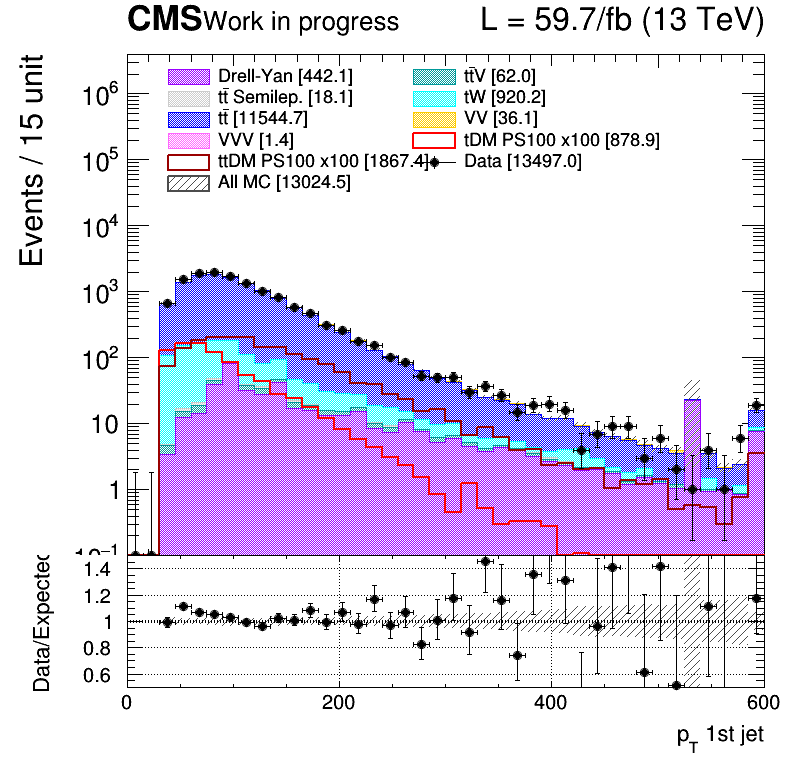 CMS Work in progress L = 59.7/fb (13 TeV)
Events / 15 unit
Drell-Yan [442.1] tt̄V [62.0]
tt̄ Semilep. [18.1] tW [920.2]
tt̄ [11544.7] VV [36.1]
VVV [1.4] tDM PS100 x100 [878.9]
ttDM PS100 x100 [1867.4] Data [13497.0]
All MC [13024.5]
10⁶
10⁵
10⁴
10³
10²
10
1
10⁻¹
Data/Expected
1.4
1.2
1
0.8
0.6
0 200 400 600
p_T 1st jet